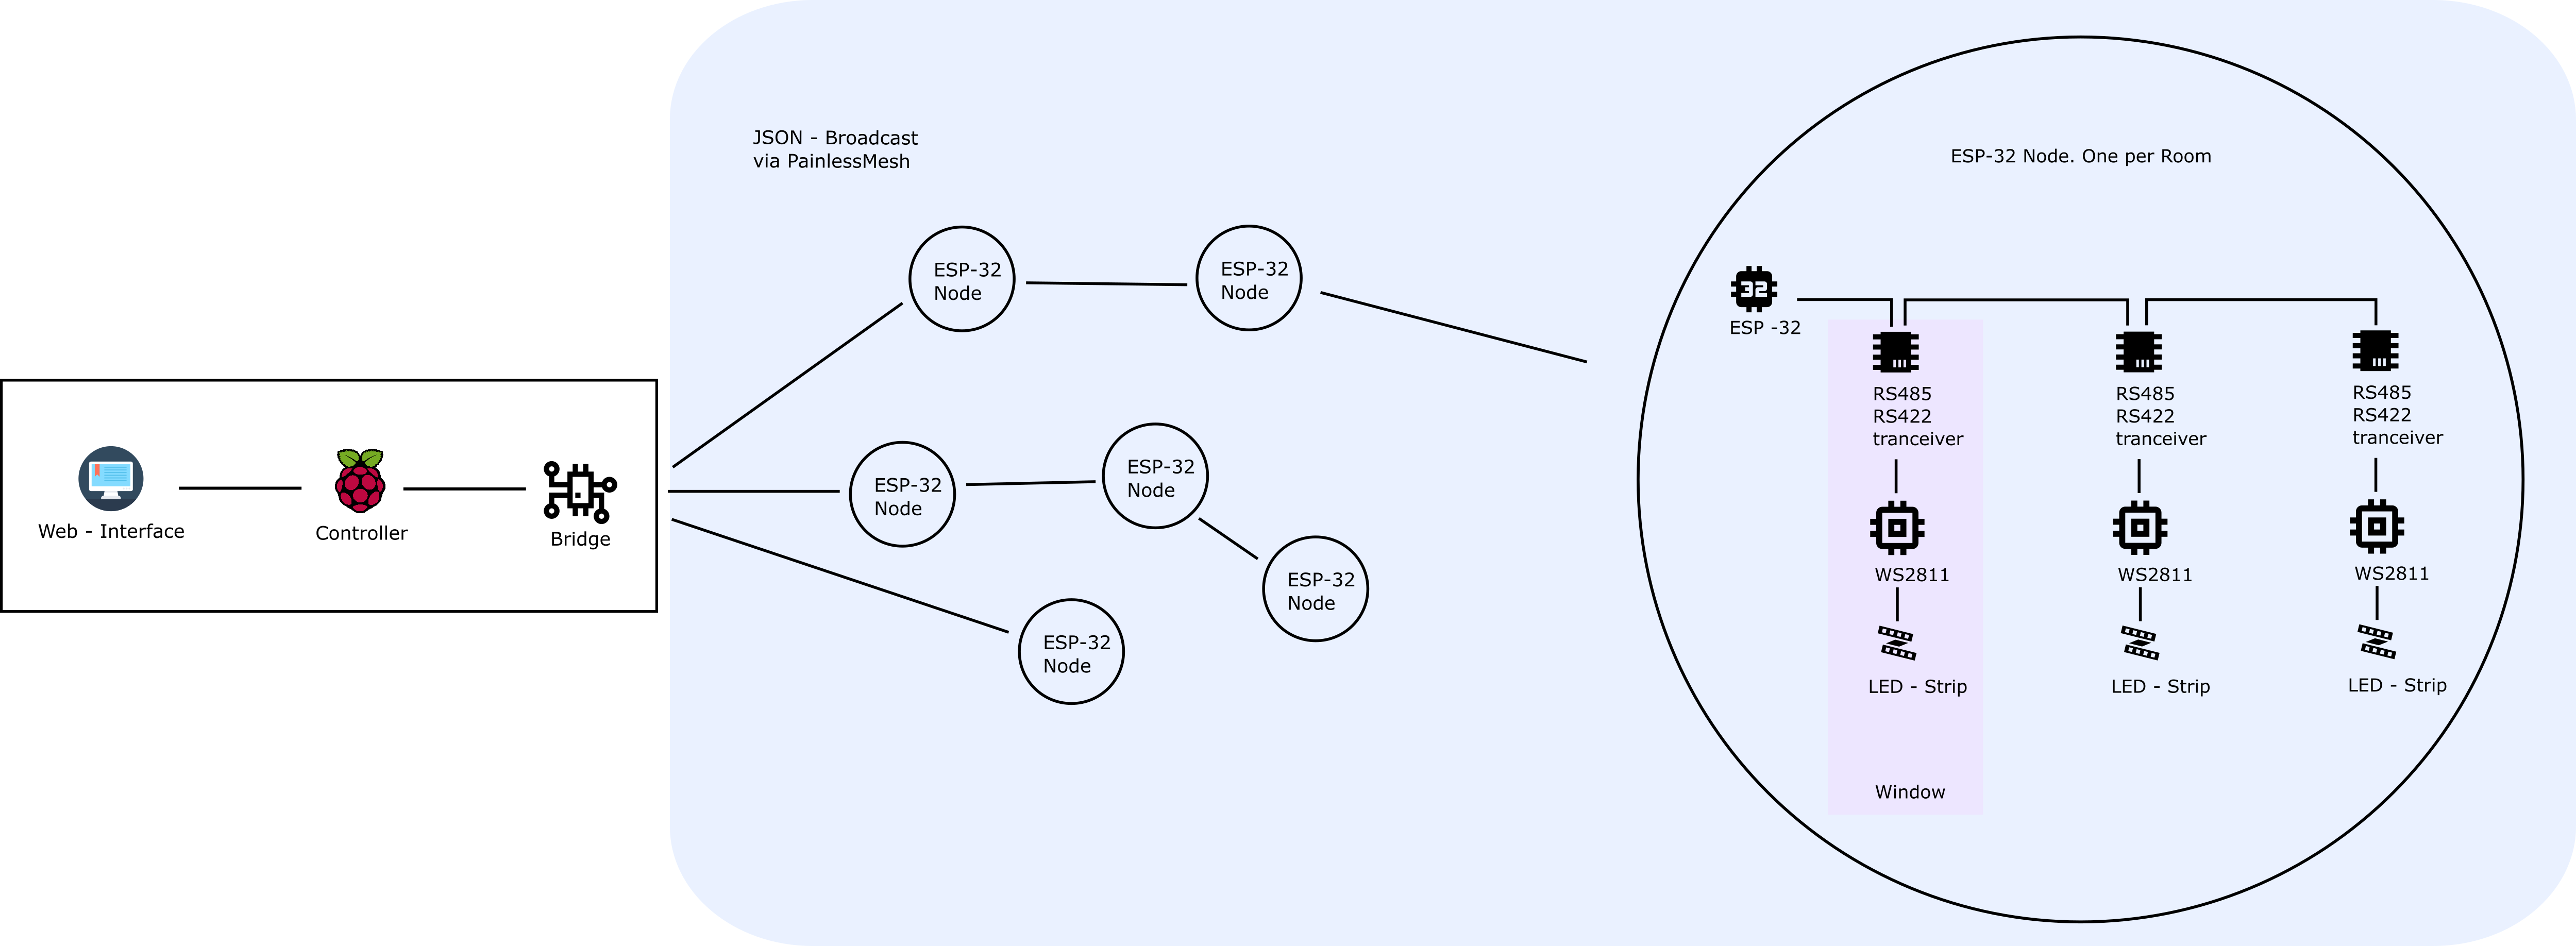 Web - Interface
Controller
Bridge
JSON - Broadcast
via PainlessMesh
ESP-32
Node
ESP-32
Node
ESP-32
Node
ESP-32
Node
ESP-32
Node
ESP-32
Node
ESP-32 Node. One per Room
32
ESP -32
RS485
RS422
tranceiver
WS2811
LED - Strip
Window
RS485
RS422
tranceiver
WS2811
LED - Strip
RS485
RS422
tranceiver
WS2811
LED - Strip